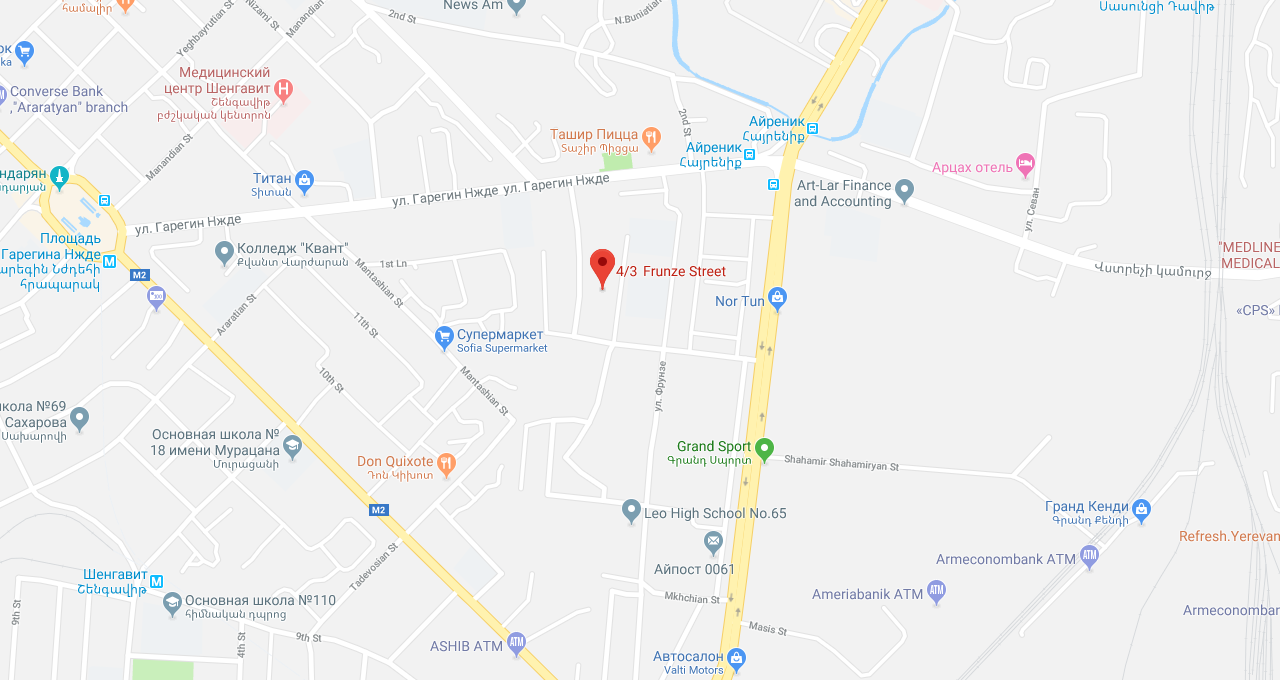 համալիր
News Am
2nd St
N.Buniatian
Սասունցի Դավիթ
Nizami St
Manandian
Yeghbayrutian St
Converse Bank
,"Araratyan" branch
Медицинский
центр Шенгавит
Շենգավիթ
բժշկական կենտրոն
Manandian St
2nd St
Ташир Пицца
Տաշիր Պիցցա
Айреник
Հայրենիք
Айреник
Հայրենիք
Арцах отель
Титан
Տիտան
Art-Lar Finance
and Accounting
ул. Гарегин Нжде
ул. Гарегин Нжде
ул. Гарегин Нжде
ул. Севан
Площадь
Гарегина Нжде
Գարեգին Նժդեհի
հրապարակ
M2
Колледж "Квант"
Քվանտ Վարժարան
1st Ln
Mantashian St
4/3 Frunze Street
Վստրեչի կամուրջ
"MEDLINE
MEDICAL
Nor Tun
«CPS»
Araratian St
11th St
Супермаркет
Sofia Supermarket
Mantashian St
10th St
ул. Фрунзе
школа №69
Сахарова
Սախարովի
Основная школа №
18 имени Мурацана
Մուրացանի
Don Quixote
Դոն Կիխոտ
Grand Sport
Գրանդ Սպորտ
Shahamir Shahamiryan St
M2
Leo High School No.65
Гранд Кенди
Գրանդ Քենդի
Refresh.Yerevan
Айпост 0061
Armeconombank ATM
Tadevosian St
Шенгавит
Շենգավիթ
Основная школа №110
հիմնական դպրոց
9th St
4th St
9th St
Mkhchian St
Masis St
Ameriabanik ATM
Armeconombank
ASHIB ATM
Автосалон
Valti Motors